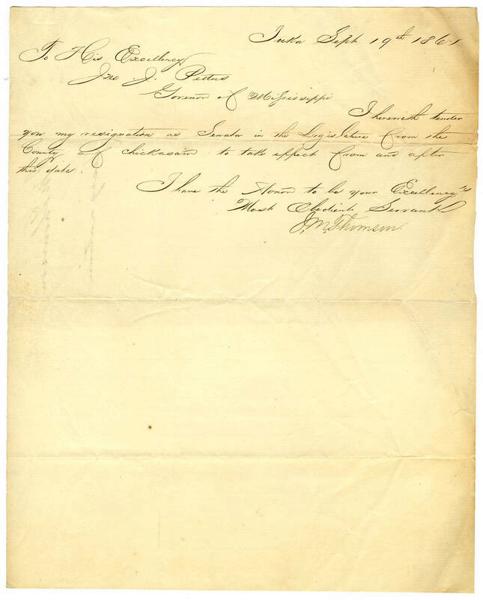 Iuka Sept 19th 1861
To His Excellency
Jno J. Pettus
Govenor of Mississippi
I herewith tender
you my resignation as Senator in the Legislature from the
County of Chickasaw to take effect from and after
this date.
I have the Honor to be your Excellency's
Most Obedient Servant
J. M. Thomson